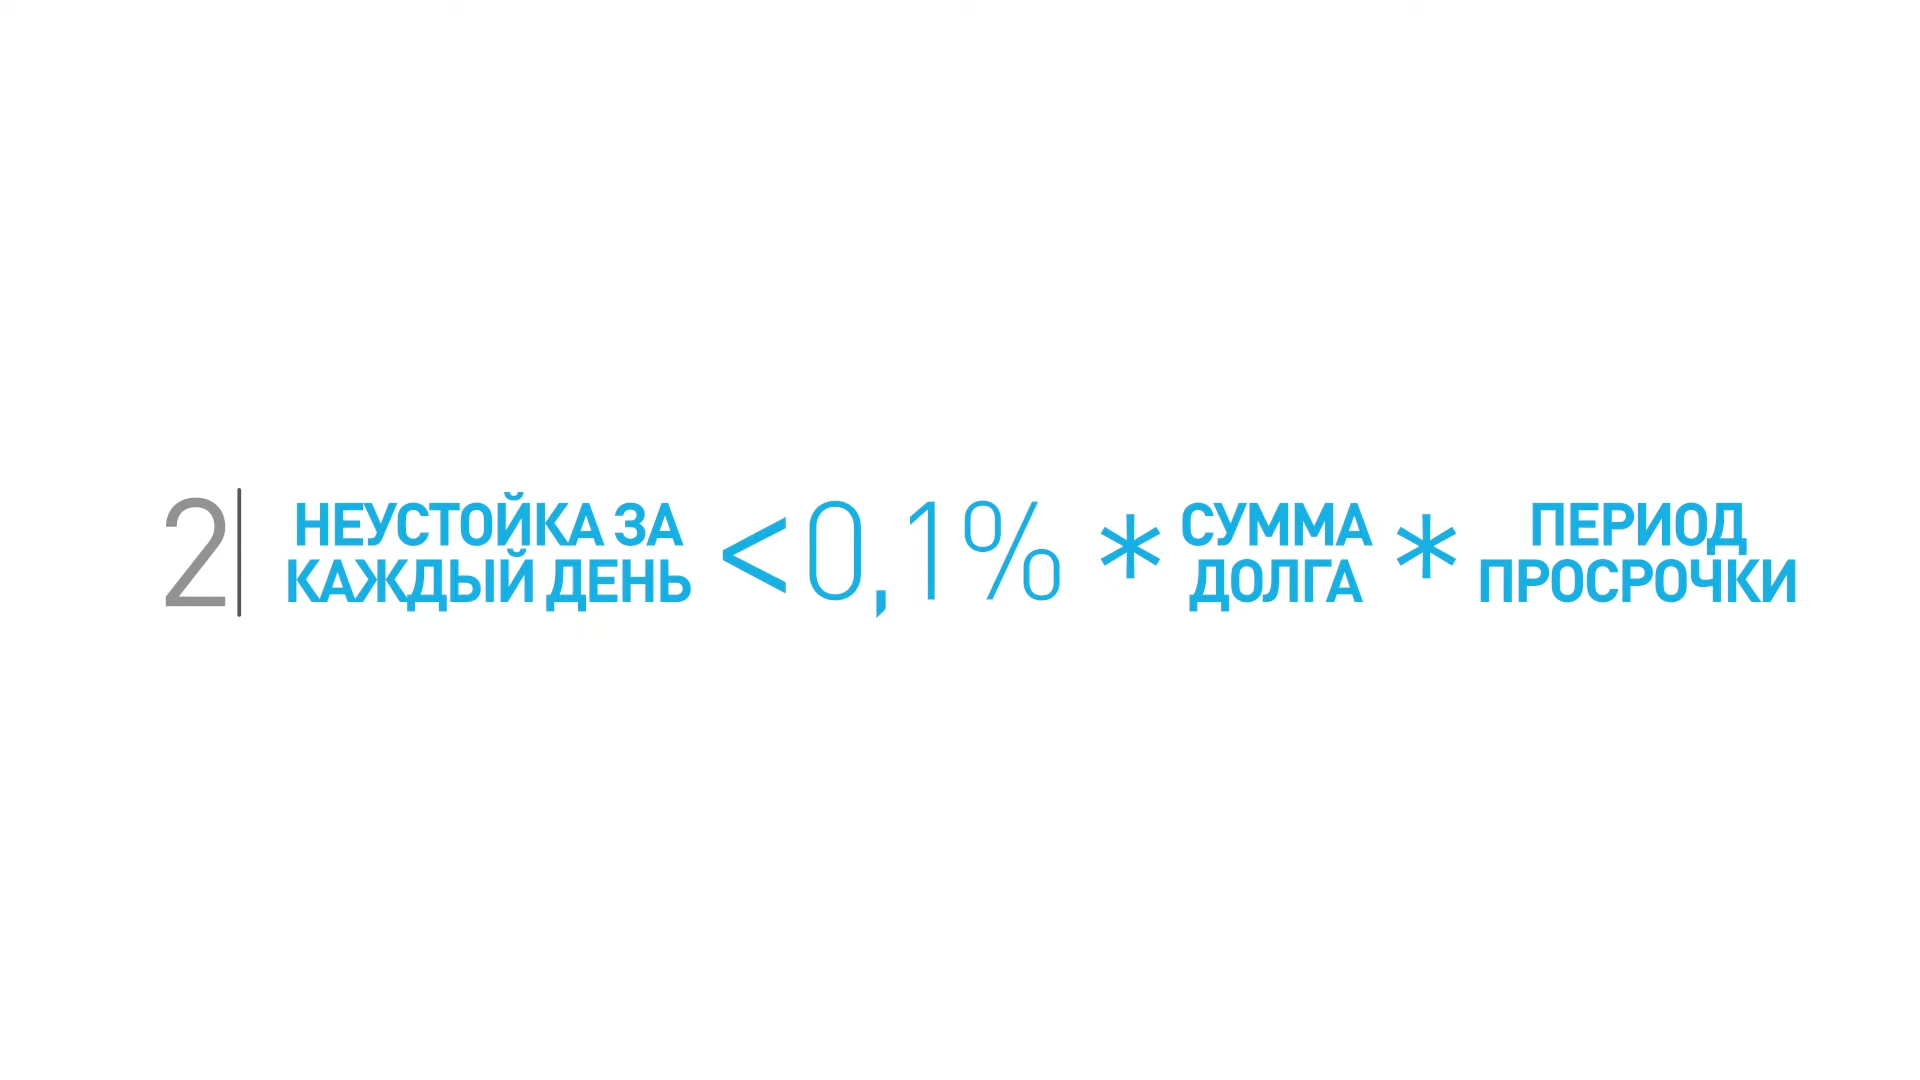 2 НЕУСТОЙКА ЗА КАЖДЫЙ ДЕНЬ <0,1% * СУММА ДОЛГА * ПЕРИОД ПРОСРОЧКИ